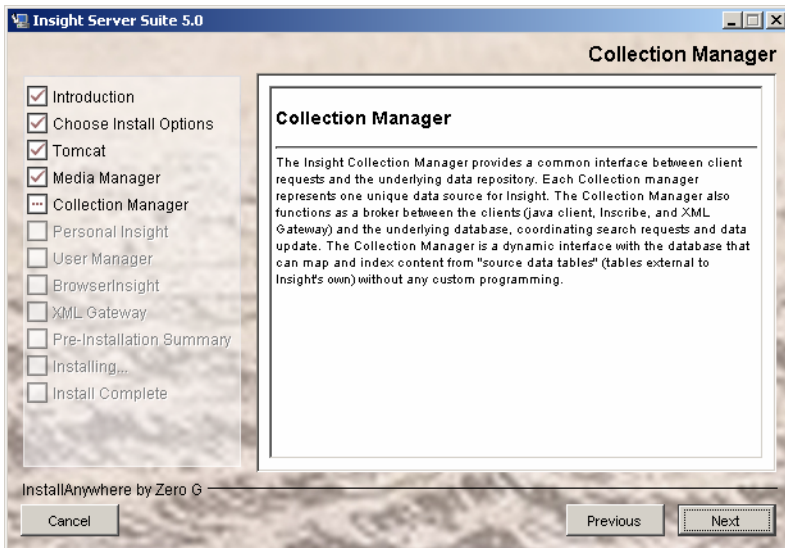 Insight Server Suite 5.0
Collection Manager
Introduction
Choose Install Options
Tomcat
Media Manager
Collection Manager
Personal Insight
User Manager
BrowserInsight
XML Gateway
Pre-Installation Summary
Installing...
Install Complete
Collection Manager
The Insight Collection Manager provides a common interface between client
requests and the underlying data repository. Each Collection manager
represents one unique data source for Insight. The Collection Manager also
functions as a broker between the clients (java client, Inscribe, and XML
Gateway) and the underlying database, coordinating search requests and data
update. The Collection Manager is a dynamic interface with the database that
can map and index content from "source data tables" (tables external to
Insight's own) without any custom programming.
InstallAnywhere by Zero G
Cancel
Previous
Next